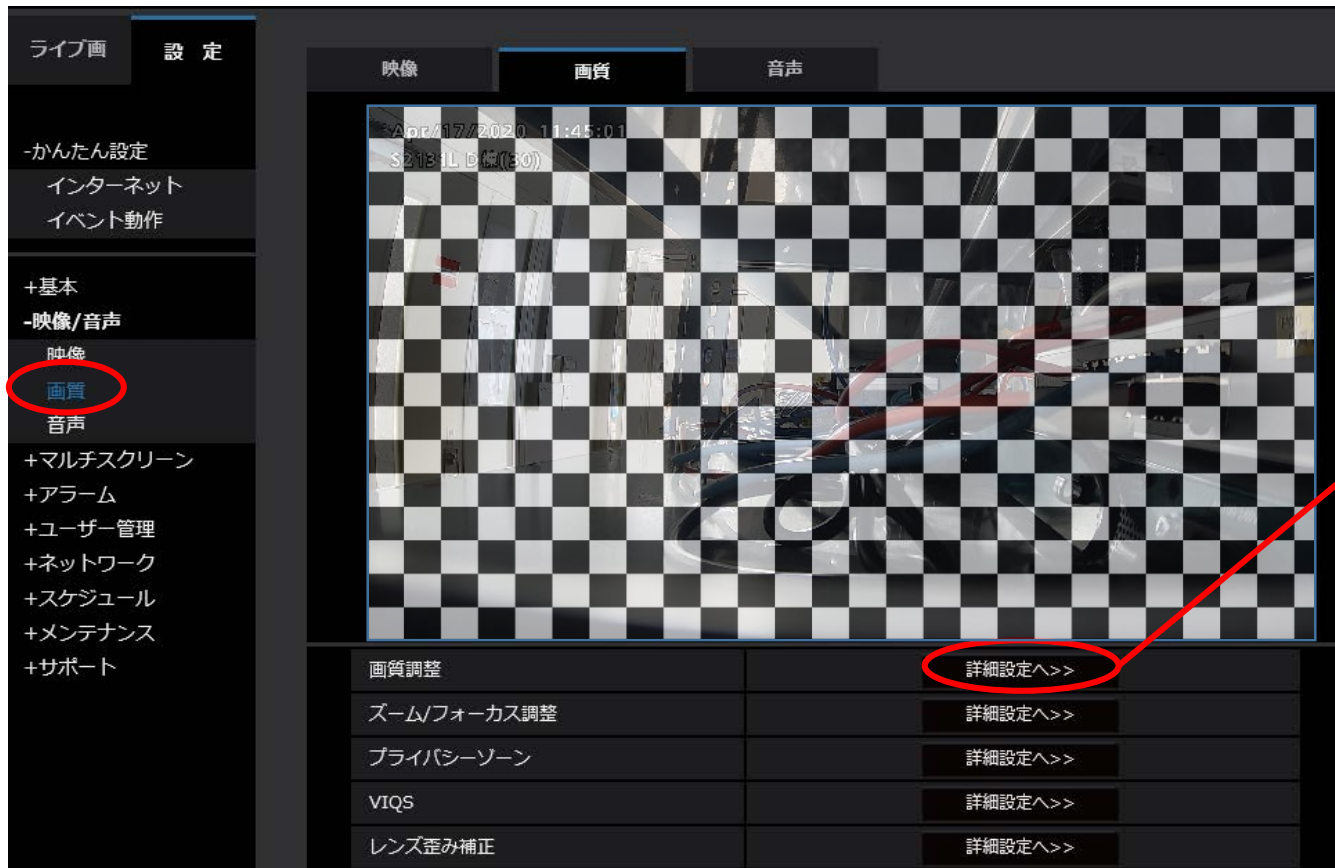 ライブ画
設 定
-かんたん設定
インターネット
イベント動作
+基本
-映像/音声
映像
画質
音声
+マルチスクリーン
+アラーム
+ユーザー管理
+ネットワーク
+スケジュール
+メンテナンス
+サポート
映像
画質
音声
Apr/17/2020 11:45:01
画質調整
詳細設定へ>>
ズーム/フォーカス調整
詳細設定へ>>
プライバシーゾーン
詳細設定へ>>
VIQS
詳細設定へ>>
レンズ歪み補正
詳細設定へ>>